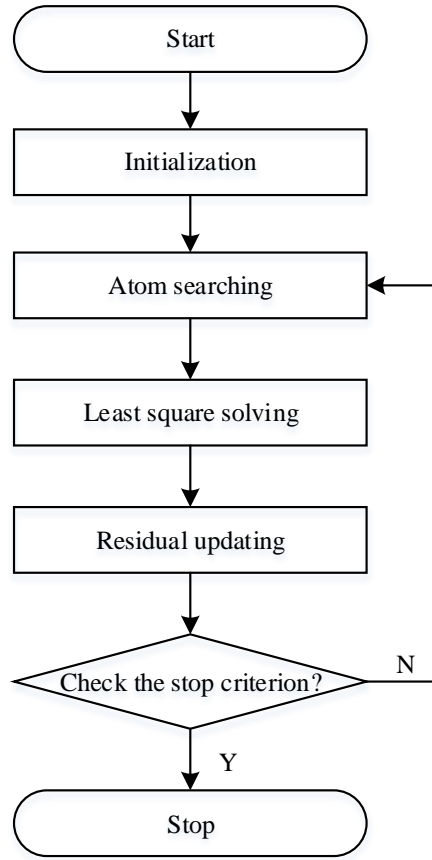 Start
Initialization
Atom searching
Least square solving
Residual updating
Check the stop criterion?
N
Y
Stop